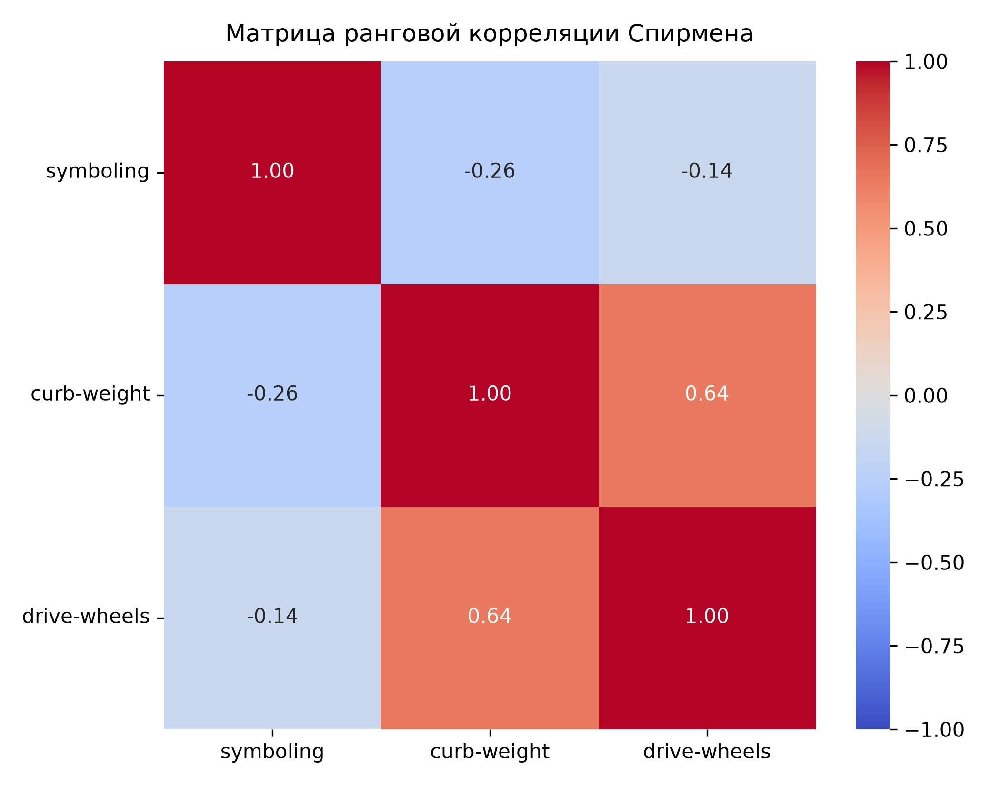 Матрица ранговой корреляции Спирмена
symboling
1.00
-0.26
-0.14
curb-weight
-0.26
1.00
0.64
drive-wheels
-0.14
0.64
1.00
symboling
curb-weight
drive-wheels
1.00
0.75
0.50
0.25
0.00
−0.25
−0.50
−0.75
−1.00